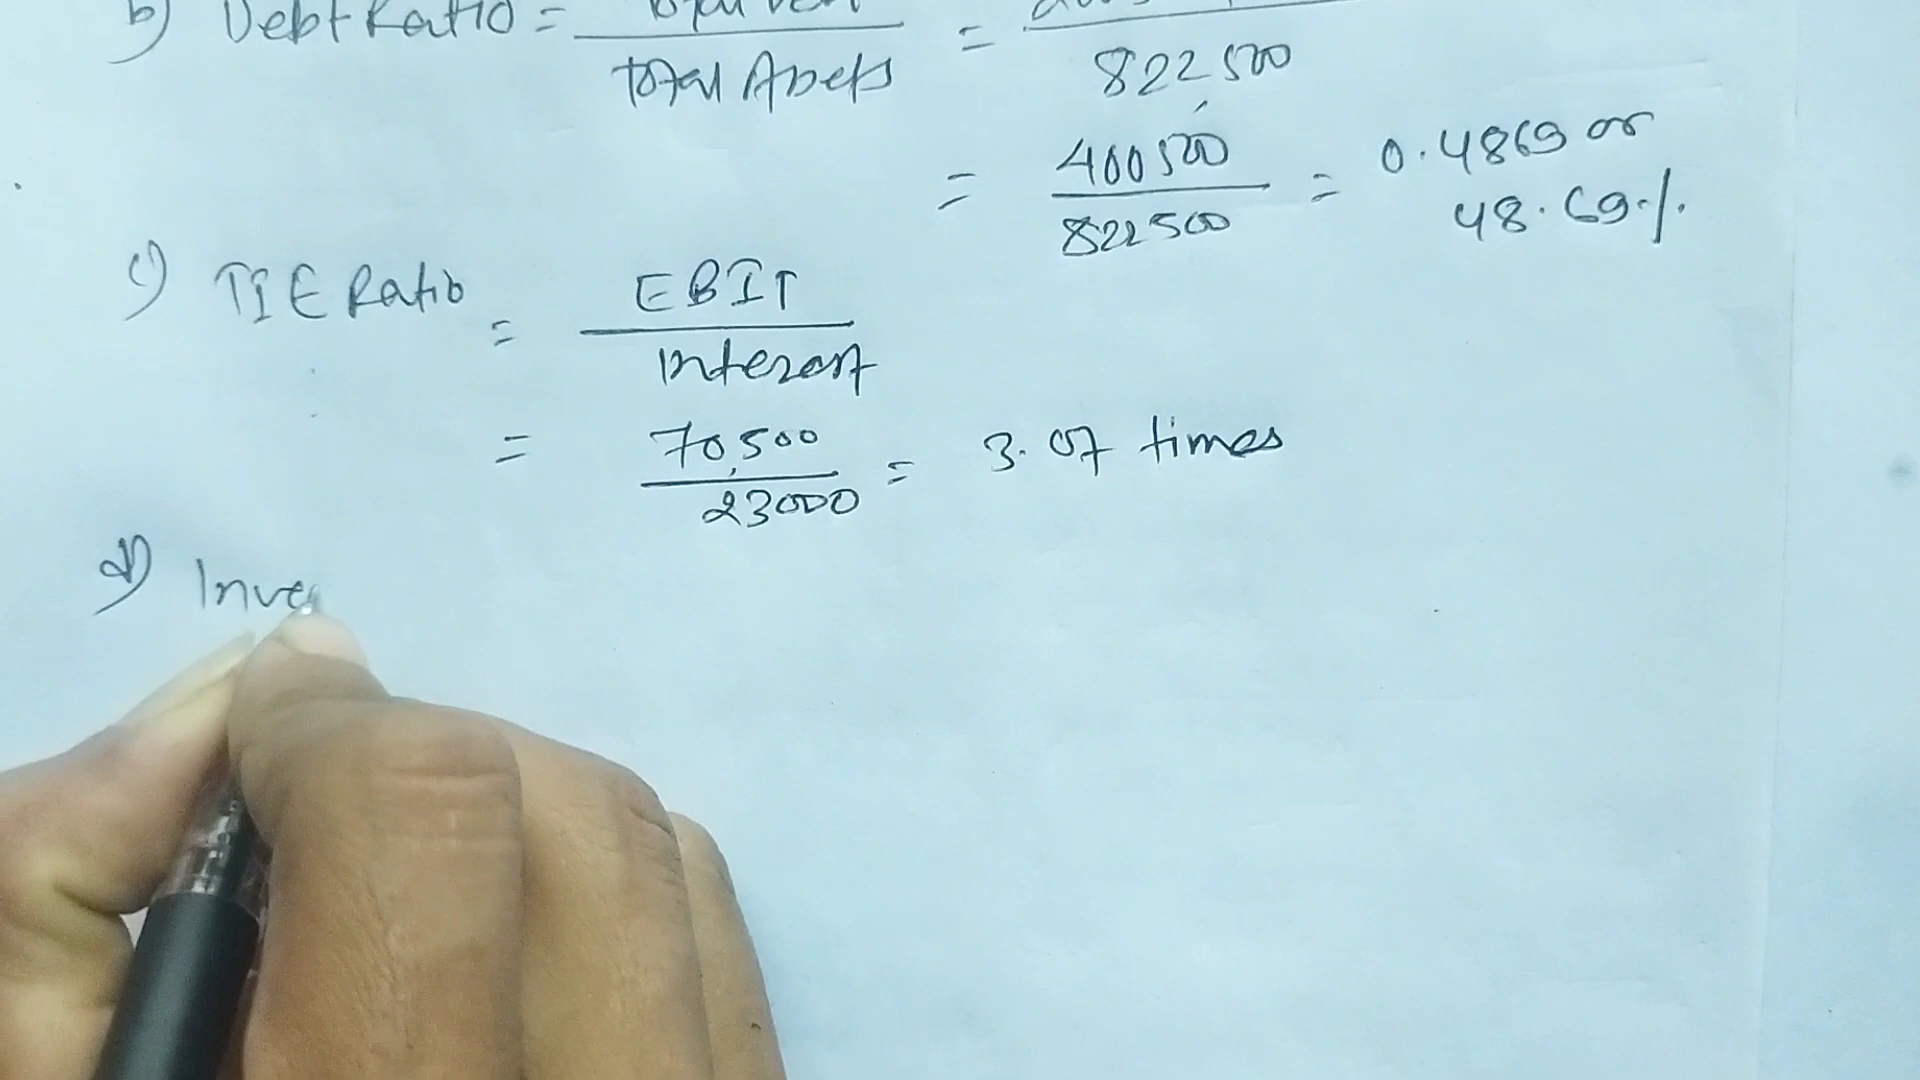 b) Debt Ratio = / total Assets = / 822500
= 400500 / 822500 = 0.4869 or 48.69%
c) TIE Ratio = EBIT / interest
= 70,500 / 23000 = 3.07 times
d) Inve